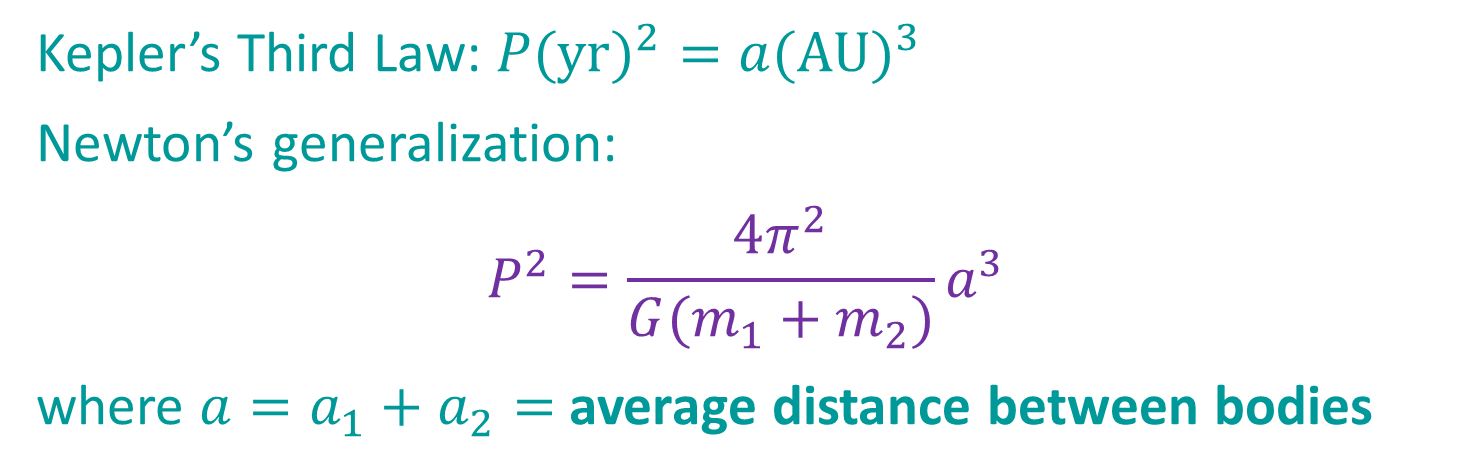 Kepler’s Third Law: P(yr)² = a(AU)³
Newton’s generalization:
P² = 4π² / G(m₁ + m₂) a³
where a = a₁ + a₂ = average distance between bodies